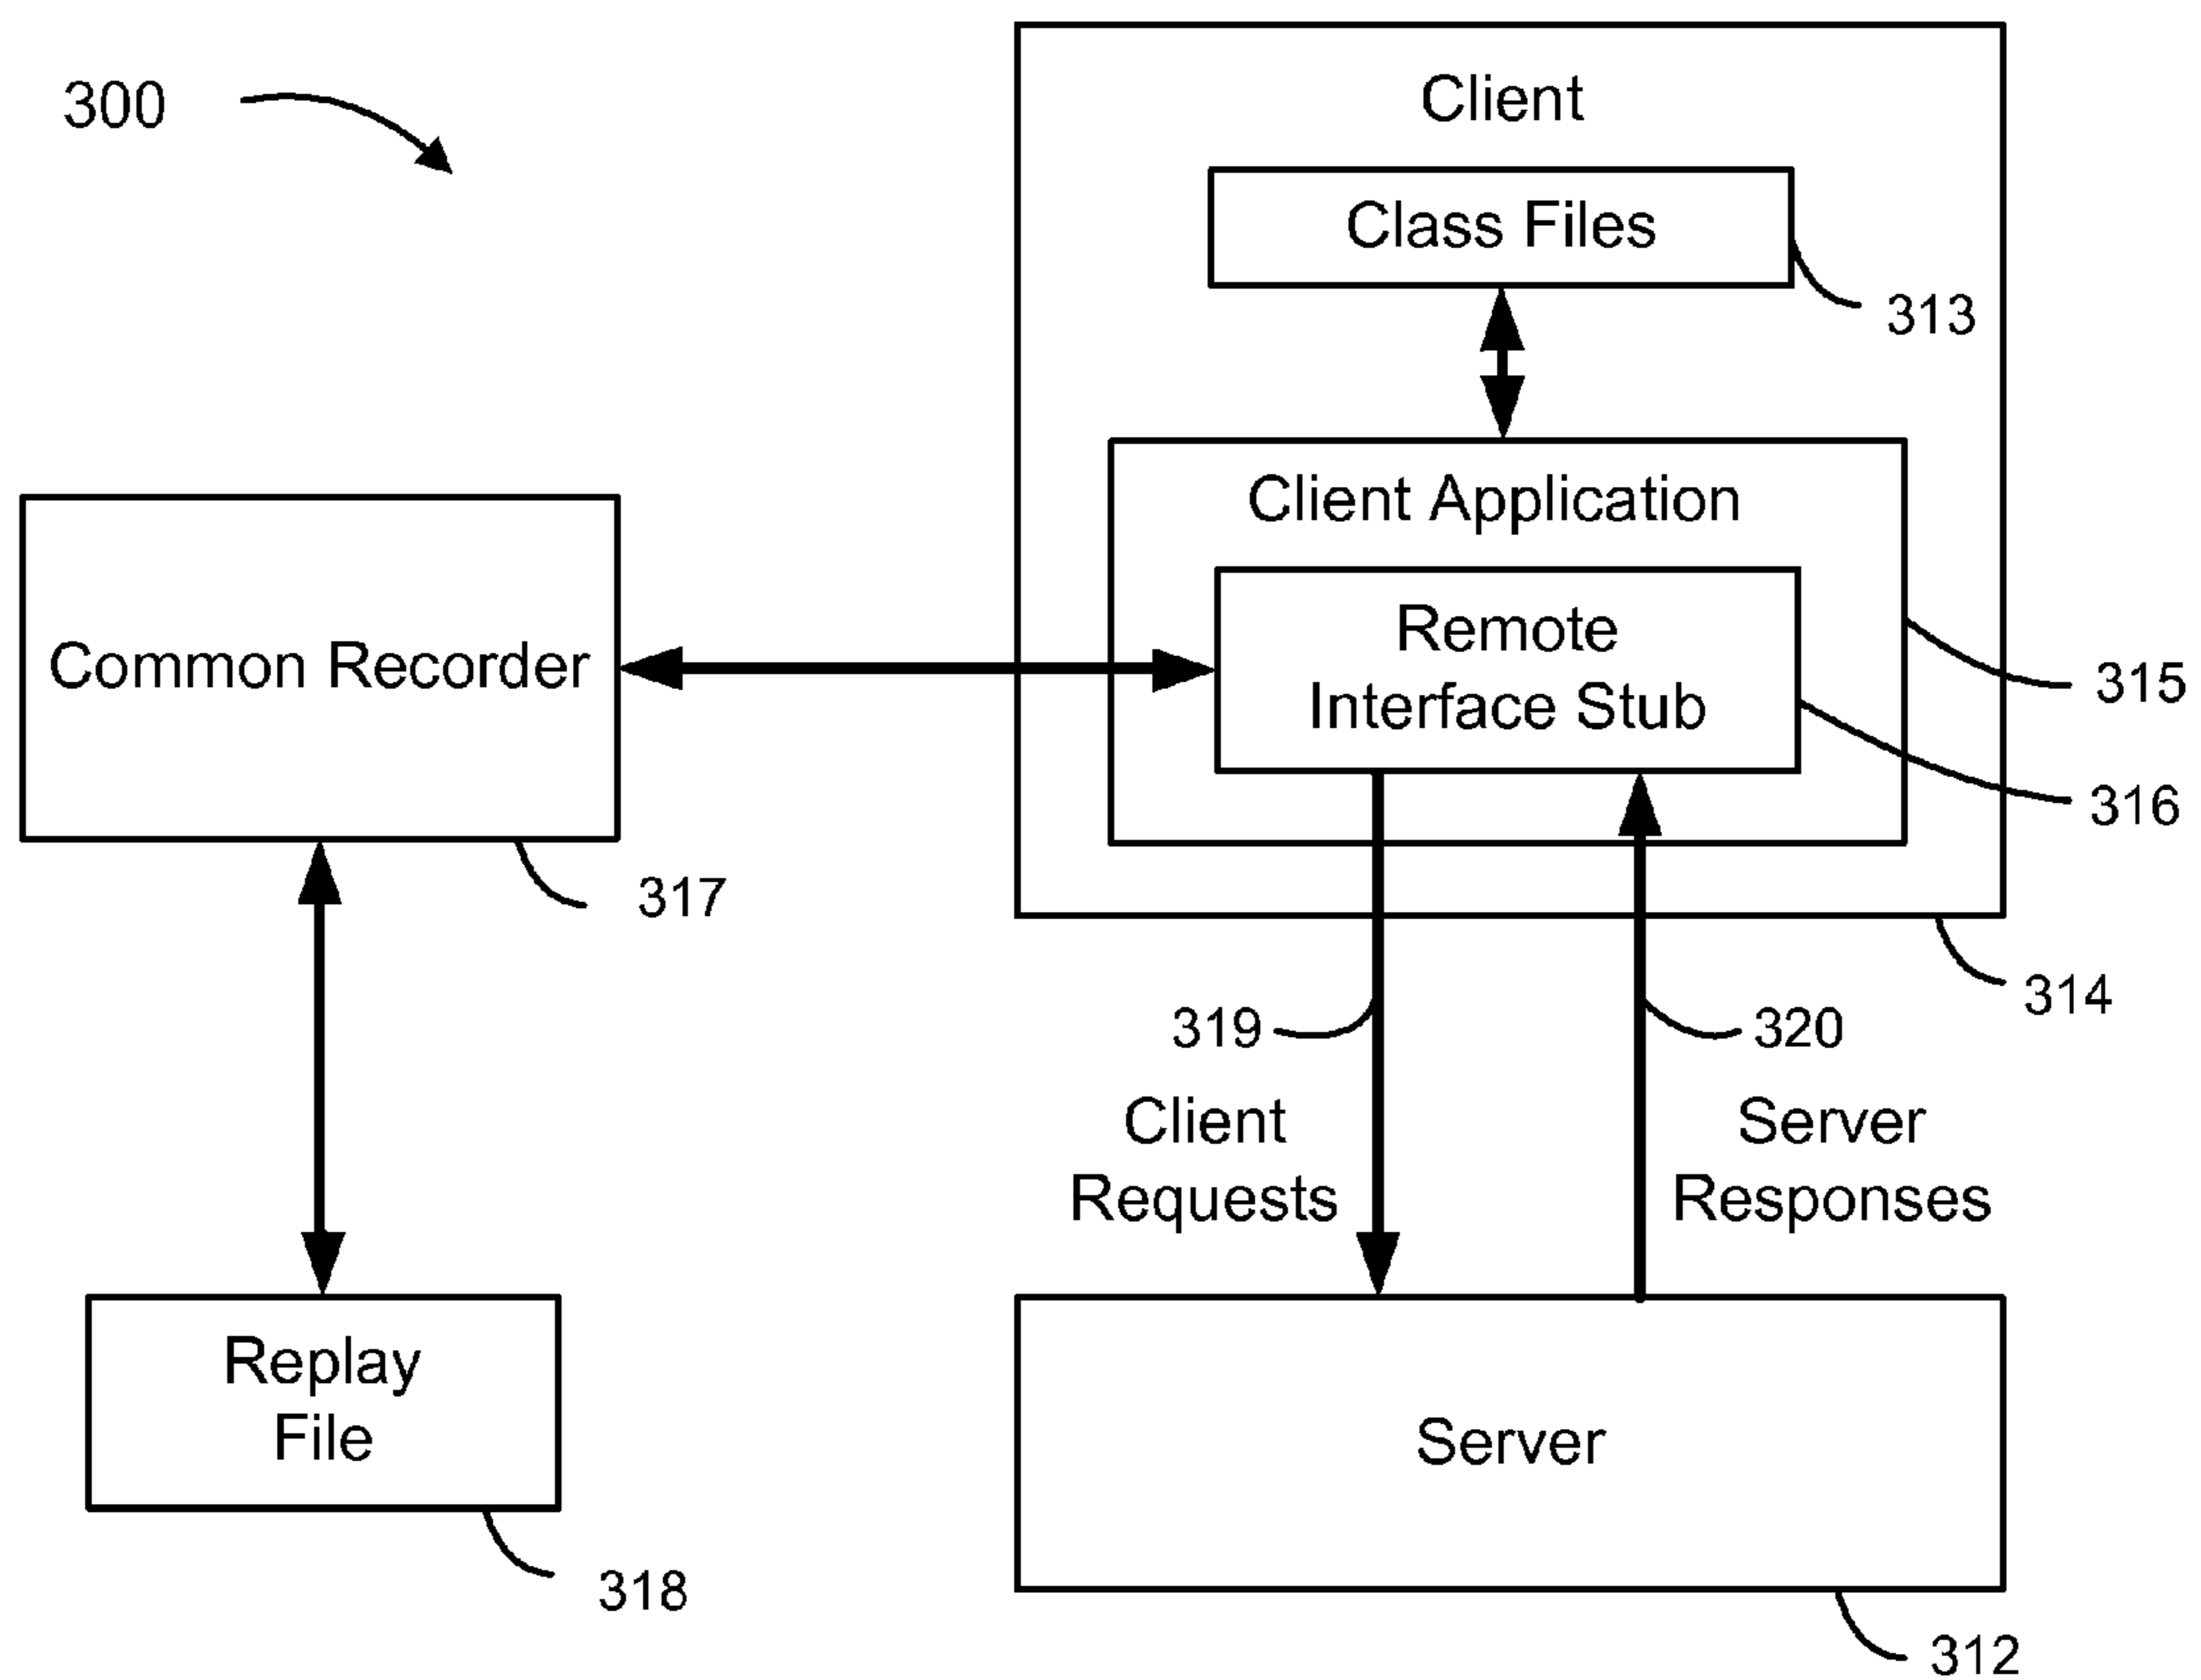 300
Client
Class Files
313
Client Application
Remote
Interface Stub
Common Recorder
315
316
317
314
319
320
Client
Requests
Server
Responses
Replay
File
Server
318
312